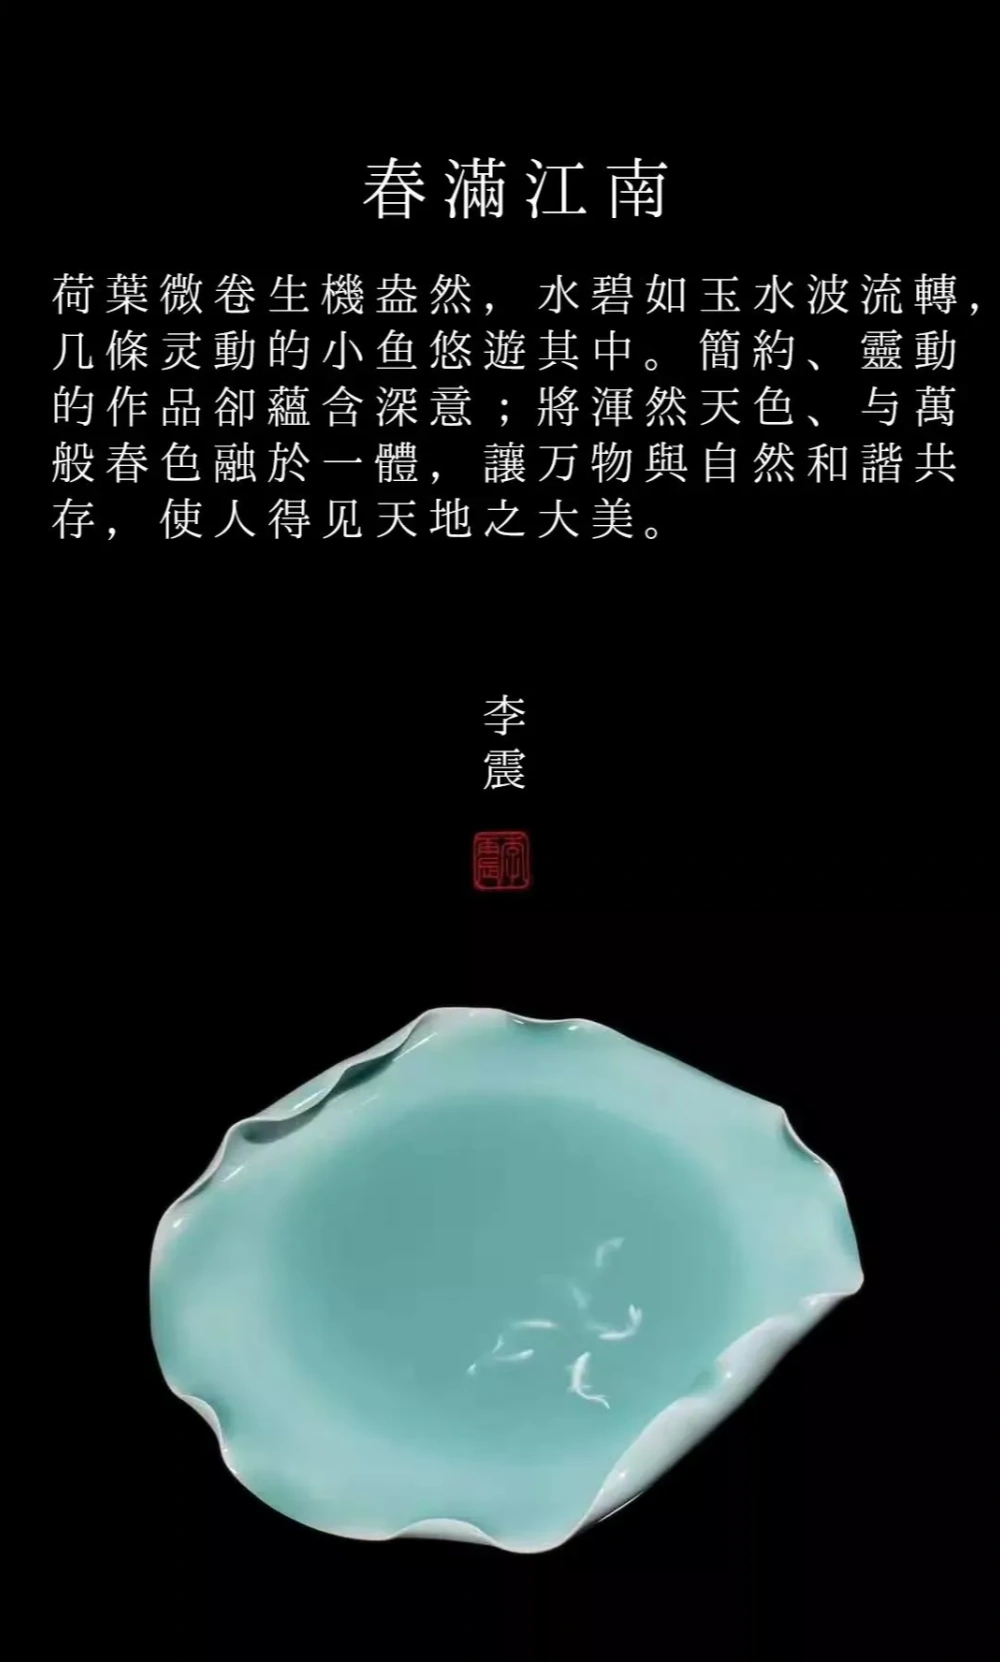 春滿江南
荷葉微卷生機盎然，水碧如玉水波流轉，
几條灵動的小鱼悠遊其中。簡約、靈動
的作品卻蘊含深意；將渾然天色、与萬
般春色融於一體，讓万物與自然和諧共
存，使人得见天地之大美。
李
震
李震